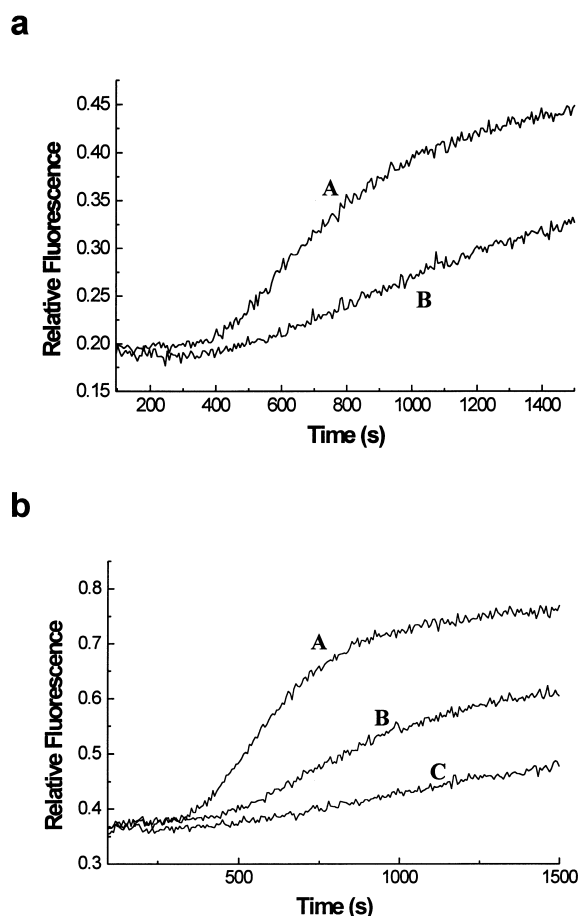 a
0.45
0.40
0.35
0.30
0.25
0.20
0.15
Relative Fluorescence
A
B
200 400 600 800 1000 1200 1400
Time (s)
b
0.8
0.7
0.6
0.5
0.4
0.3
Relative Fluorescence
A
B
C
500 1000 1500
Time (s)